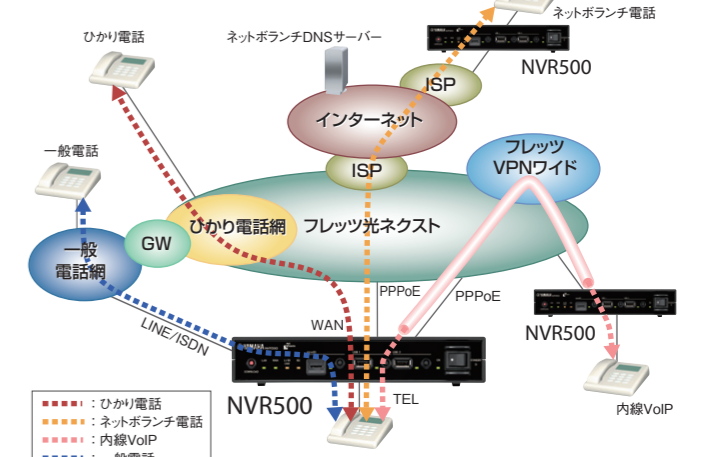 ネットボランチ電話
ひかり電話
ネットボランチDNSサーバー
NVR500
ISP
インターネット
一般電話
フレッツ
VPNワイド
ISP
ひかり電話網
フレッツ光ネクスト
GW
一般
電話網
PPPoE
PPPoE
LINE/ISDN
WAN
NVR500
NVR500
TEL
内線VoIP
：ひかり電話
：ネットボランチ電話
：内線VoIP
：一般電話